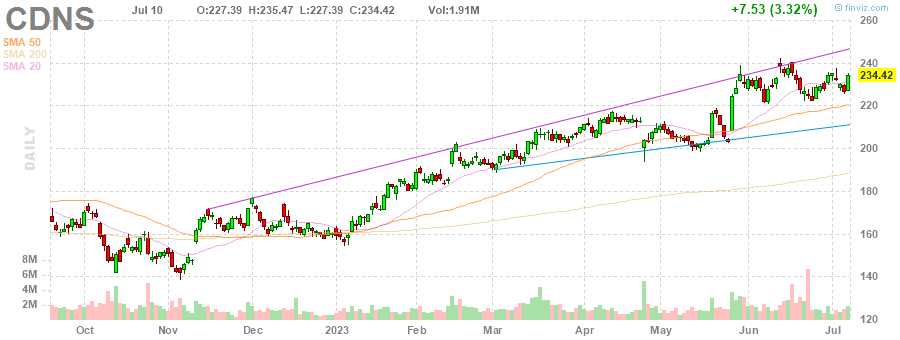 CDNS
Jul 10 O:227.39 H:235.47 L:227.39 C:234.42 Vol:1.91M +7.53 (3.32%)
finviz.com
SMA 50
SMA 200
SMA 20
DAILY
260
240
234.42
220
200
180
160
140
120
8M
6M
4M
2M
Oct Nov Dec 2023 Feb Mar Apr May Jun Jul